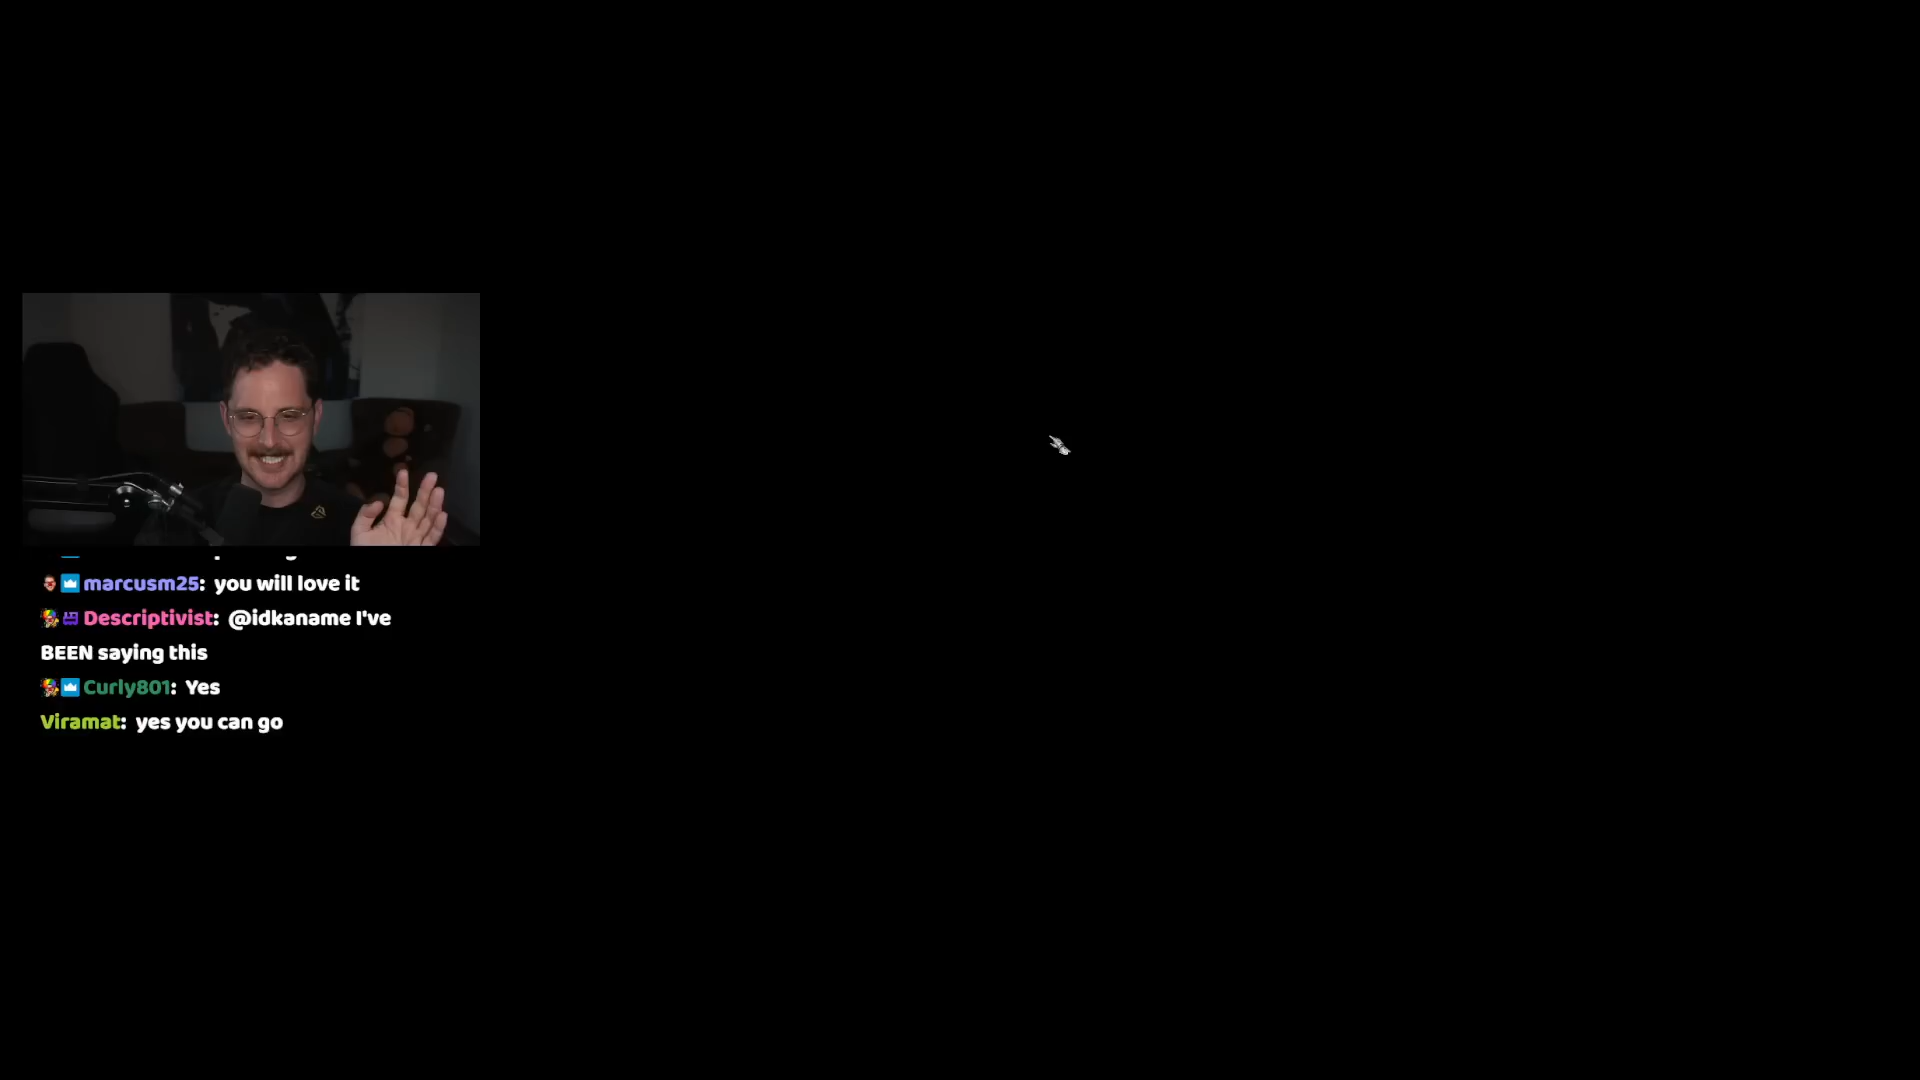 marcusm25: you will love it
Descriptivist: @idkaname I've
BEEN saying this
Curly801: Yes
Viramat: yes you can go